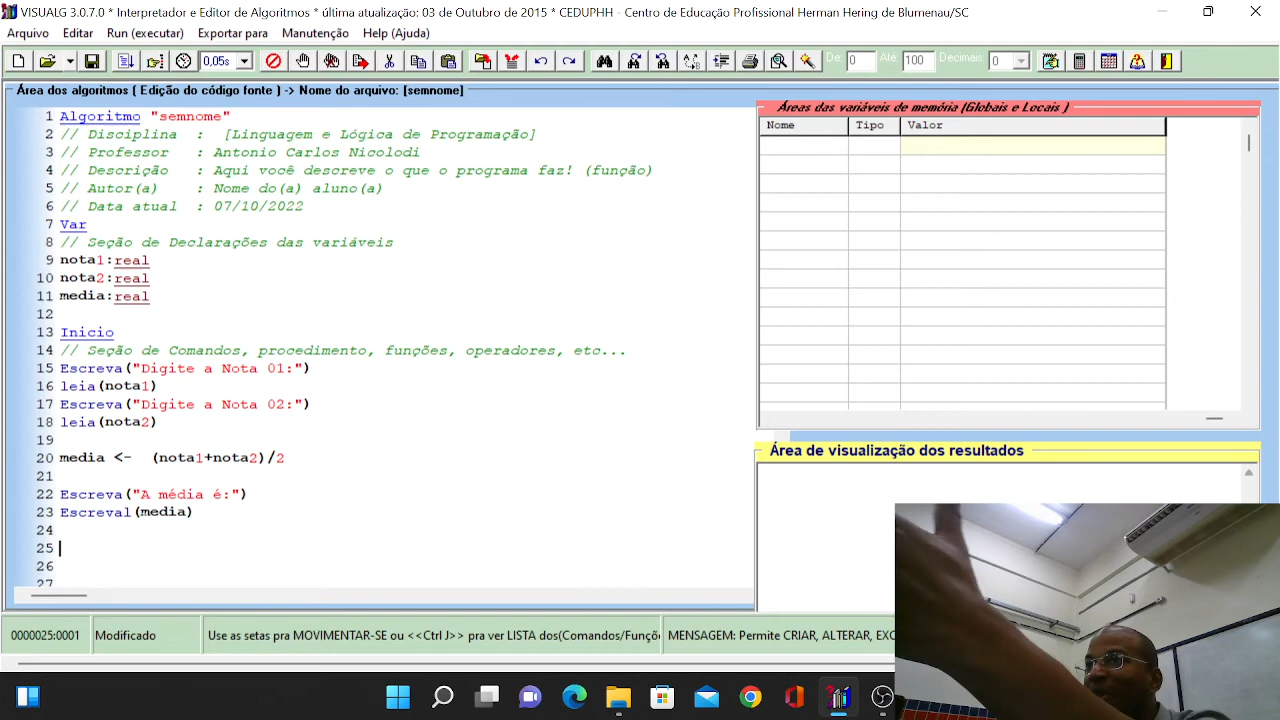 VISUALG 3.0.7.0 * Interpretador e Editor de Algoritmos * última atualização: 03 de Outubro de 2015 * CEDUPHH - Centro de Educação Profissional Herman Hering de Blumenau/SC
Arquivo Editar Run (executar) Exportar para Manutenção Help (Ajuda)
0,05s De: 0 Até 100 Decimais: 0
Área dos algoritmos ( Edição do código fonte ) -> Nome do arquivo: [semnome]
1 Algoritmo "semnome"
2 // Disciplina : [Linguagem e Lógica de Programação]
3 // Professor : Antonio Carlos Nicolodi
4 // Descrição : Aqui você descreve o que o programa faz! (função)
5 // Autor(a) : Nome do(a) aluno(a)
6 // Data atual : 07/10/2022
7 Var
8 // Seção de Declarações das variáveis
9 nota1:real
10 nota2:real
11 media:real
12
13 Inicio
14 // Seção de Comandos, procedimento, funções, operadores, etc...
15 Escreva("Digite a Nota 01:")
16 leia(nota1)
17 Escreva("Digite a Nota 02:")
18 leia(nota2)
19
20 media <- (nota1+nota2)/2
21
22 Escreva("A média é:")
23 Escreval(media)
24
25
26
27
Áreas das variáveis de memória (Globais e Locais )
Nome Tipo Valor
Área de visualização dos resultados
0000025:0001 Modificado Use as setas pra MOVIMENTAR-SE ou <<Ctrl J>> pra ver LISTA dos(Comandos/Funçõe MENSAGEM: Permite CRIAR, ALTERAR, EXC